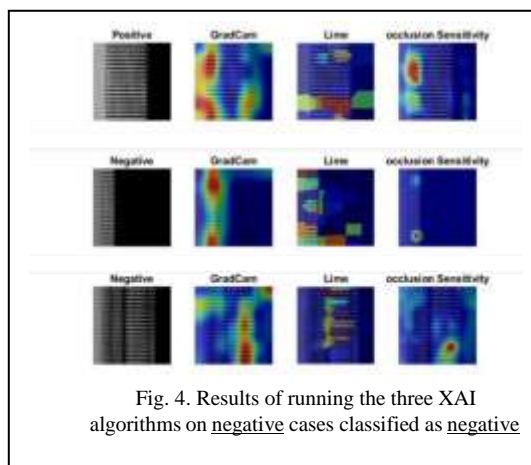 Positive GradCam Lime occlusion Sensitivity
Negative GradCam Lime occlusion Sensitivity
Negative GradCam Lime occlusion Sensitivity
Fig. 4. Results of running the three XAI
algorithms on negative cases classified as negative